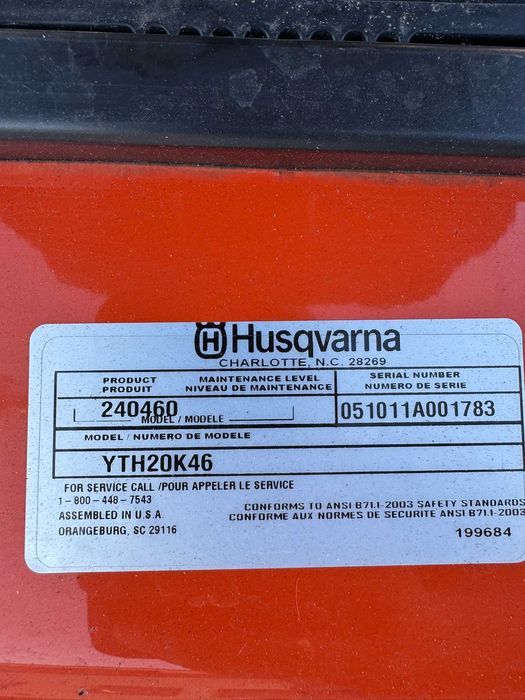 Husqvarna
CHARLOTTE, N.C. 28269
PRODUCT MAINTENANCE LEVEL SERIAL NUMBER
PRODUIT NIVEAU DE MAINTENANCE NUMERO DE SERIE
240460 051011A001783
MODEL / MODELE
MODEL / NUMERO DE MODELE
YTH20K46
FOR SERVICE CALL /POUR APPELER LE SERVICE
1-800-448-7543
CONFORMS TO ANSI B71.1-2003 SAFETY STANDARDS
ASSEMBLED IN U.S.A.
CONFORME AUX NORMES DE SECURITE ANSI B71.1-2003
ORANGEBURG, SC 29116
199684